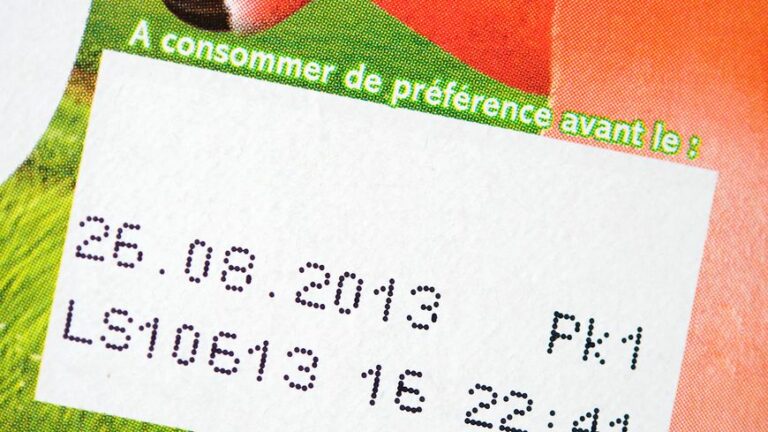 A consommer de préférence avant le :
26.08.2013 PK1
LS10613 16 22:41